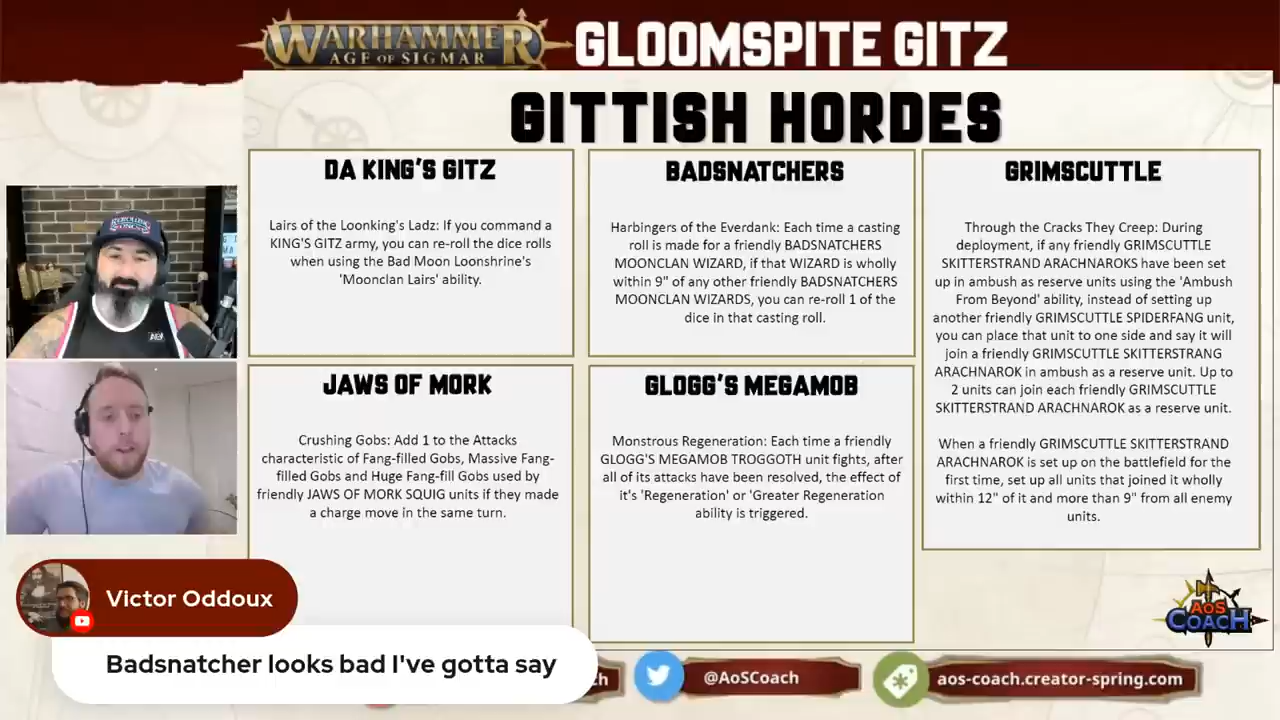 WARHAMMER
AGE OF SIGMAR
GLOOMSPITE GITZ
GITTISH HORDES
DA KING'S GITZ
Lairs of the Loonking's Ladz: If you command a
KING'S GITZ army, you can re-roll the dice rolls
when using the Bad Moon Loonshrine's
'Moonclan Lairs' ability.
BADSNATCHERS
Harbingers of the Everdank: Each time a casting
roll is made for a friendly BADSNATCHERS
MOONCLAN WIZARD, if that WIZARD is wholly
within 9" of any other friendly BADSNATCHERS
MOONCLAN WIZARDS, you can re-roll 1 of the
dice in that casting roll.
GRIMSCUTTLE
Through the Cracks They Creep: During
deployment, if any friendly GRIMSCUTTLE
SKITTERSTRAND ARACHNAROKS have been set
up in ambush as reserve units using the 'Ambush
From Beyond' ability, instead of setting up
another friendly GRIMSCUTTLE SPIDERFANG unit,
you can place that unit to one side and say it will
join a friendly GRIMSCUTTLE SKITTERSTRANG
ARACHNAROK in ambush as a reserve unit. Up to
2 units can join each friendly GRIMSCUTTLE
SKITTERSTRAND ARACHNAROK as a reserve unit.
When a friendly GRIMSCUTTLE SKITTERSTRAND
ARACHNAROK is set up on the battlefield for the
first time, set up all units that joined it wholly
within 12" of it and more than 9" from all enemy
units.
JAWS OF MORK
Crushing Gobs: Add 1 to the Attacks
characteristic of Fang-filled Gobs, Massive Fang-
filled Gobs and Huge Fang-fill Gobs used by
friendly JAWS OF MORK SQUIG units if they made
a charge move in the same turn.
GLOGG'S MEGAMOB
Monstrous Regeneration: Each time a friendly
GLOGG'S MEGAMOB TROGGOTH unit fights, after
all of its attacks have been resolved, the effect of
it's 'Regeneration' or 'Greater Regeneration
ability is triggered.
Victor Oddoux
Badsnatcher looks bad I've gotta say
AoS
COACH
ch
@AoSCoach
aos-coach.creator-spring.com